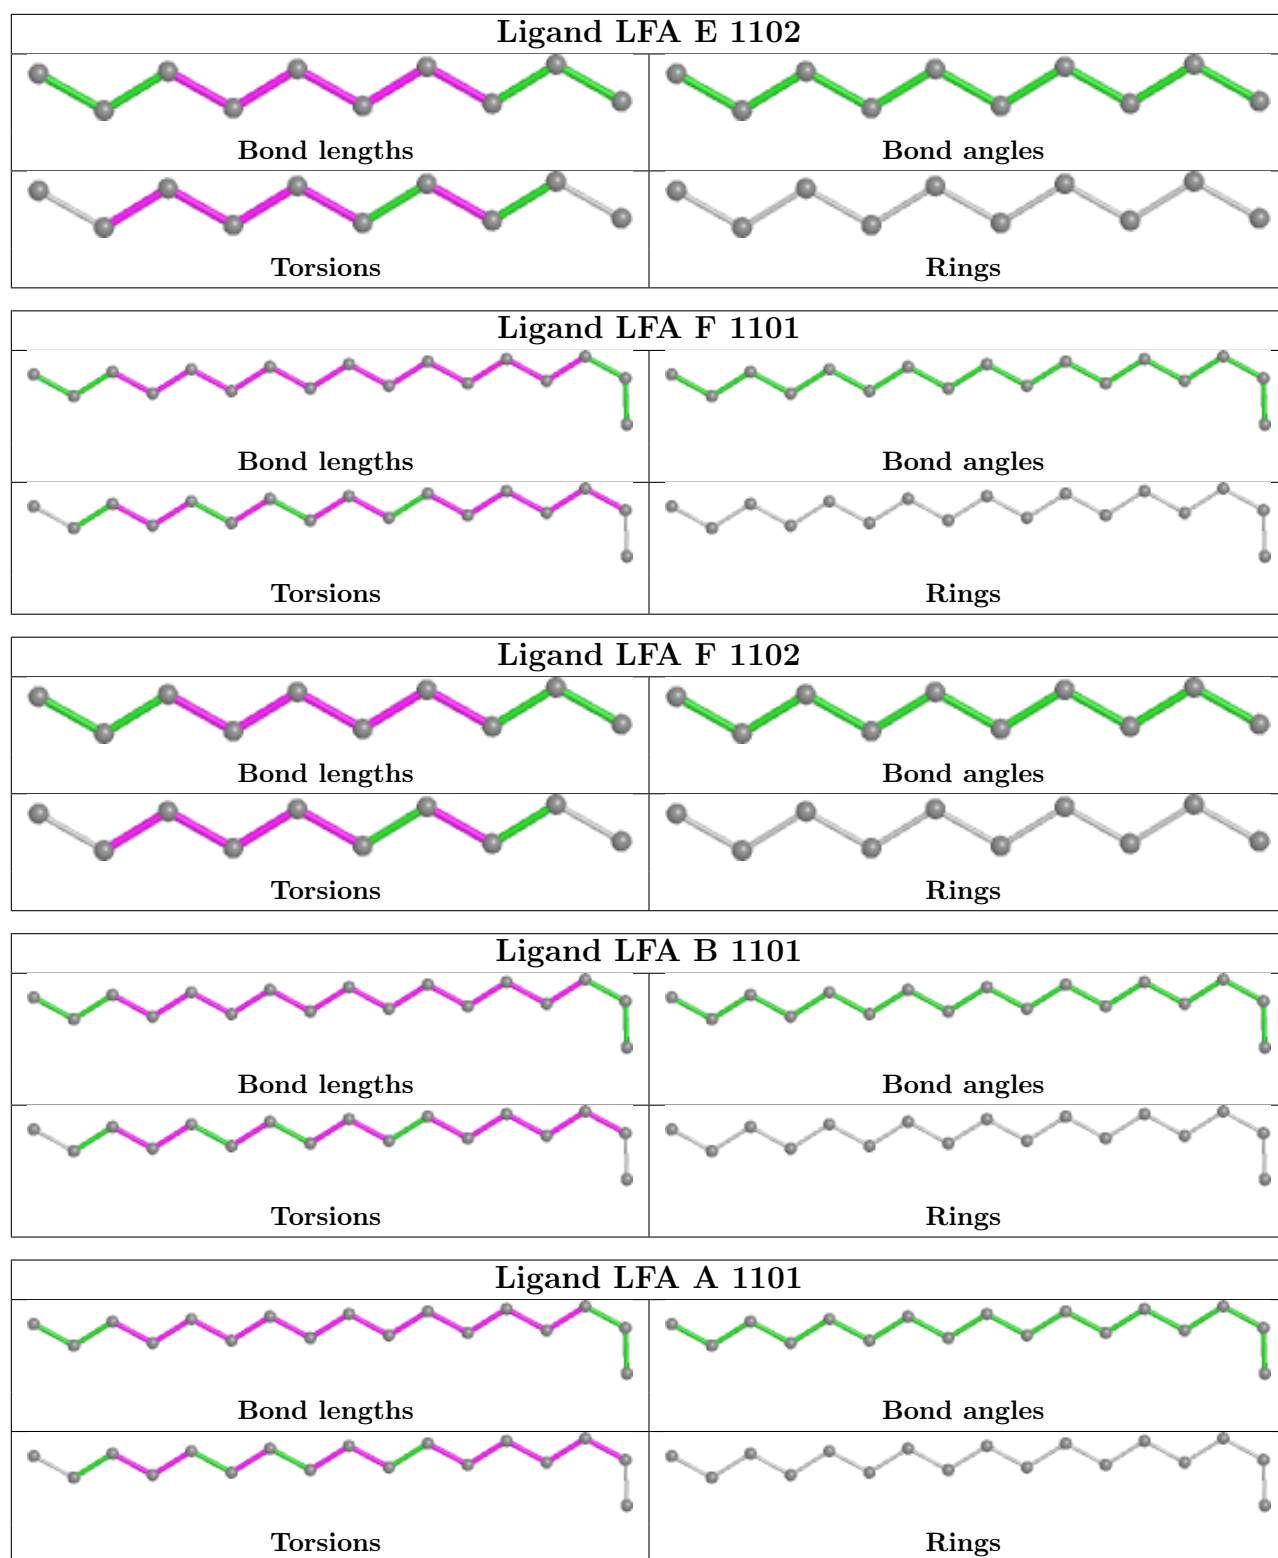 Ligand LFA E 1102
Bond lengths Bond angles
Torsions Rings
Ligand LFA F 1101
Bond lengths Bond angles
Torsions Rings
Ligand LFA F 1102
Bond lengths Bond angles
Torsions Rings
Ligand LFA B 1101
Bond lengths Bond angles
Torsions Rings
Ligand LFA A 1101
Bond lengths Bond angles
Torsions Rings